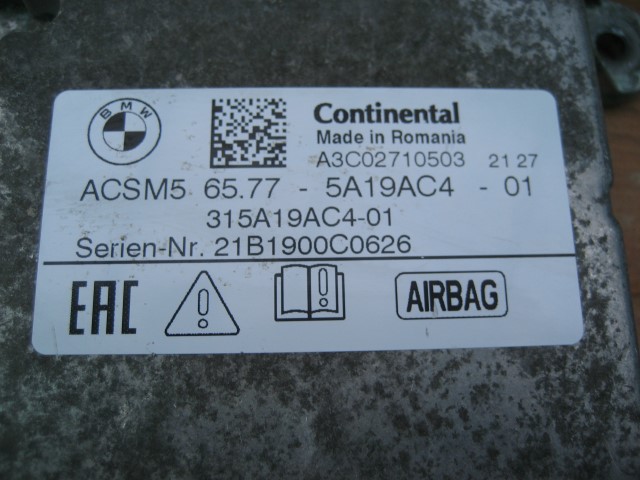 BMW
Continental
Made in Romania
A3C02710503 21 27
ACSM5 65.77 - 5A19AC4 - 01
315A19AC4-01
Serien-Nr. 21B1900C0626
EAC
AIRBAG